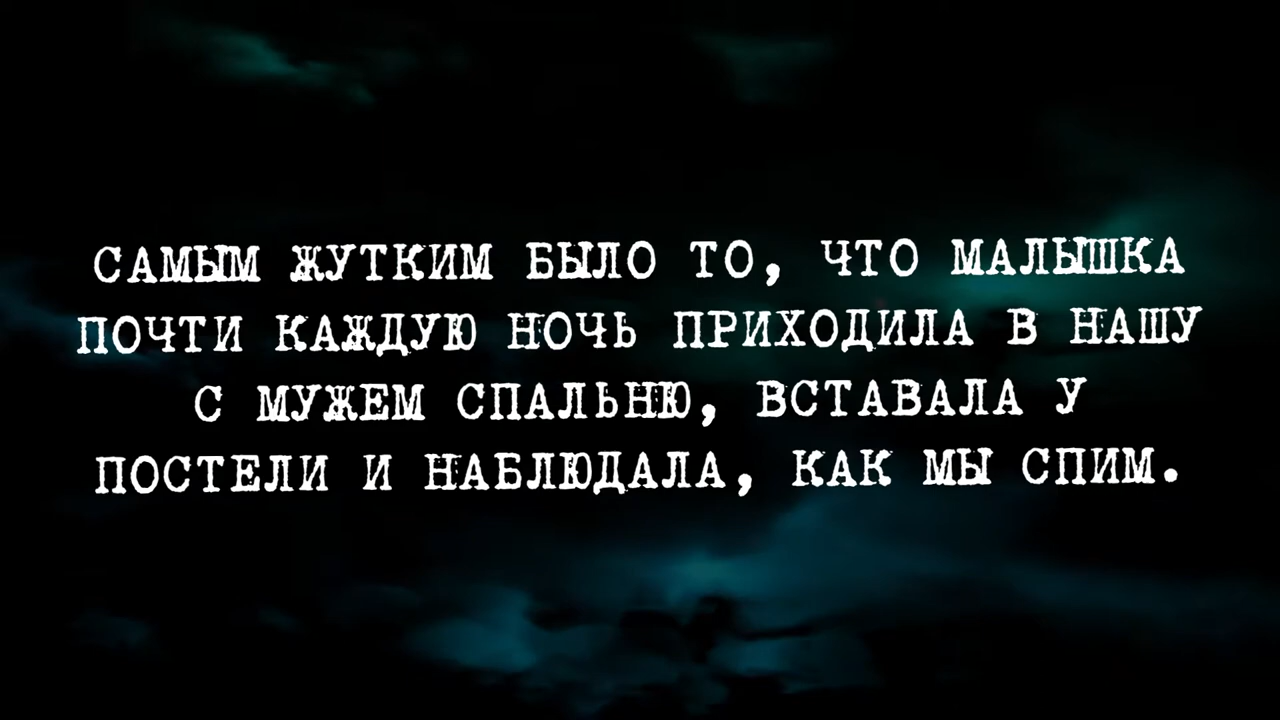 САМЫМ ЖУТКИМ БЫЛО ТО, ЧТО МАЛЫШКА
ПОЧТИ КАЖДУЮ НОЧЬ ПРИХОДИЛА В НАШУ
С МУЖЕМ СПАЛЬНЮ, ВСТАВАЛА У
ПОСТЕЛИ И НАБЛЮДАЛА, КАК МЫ СПИМ.